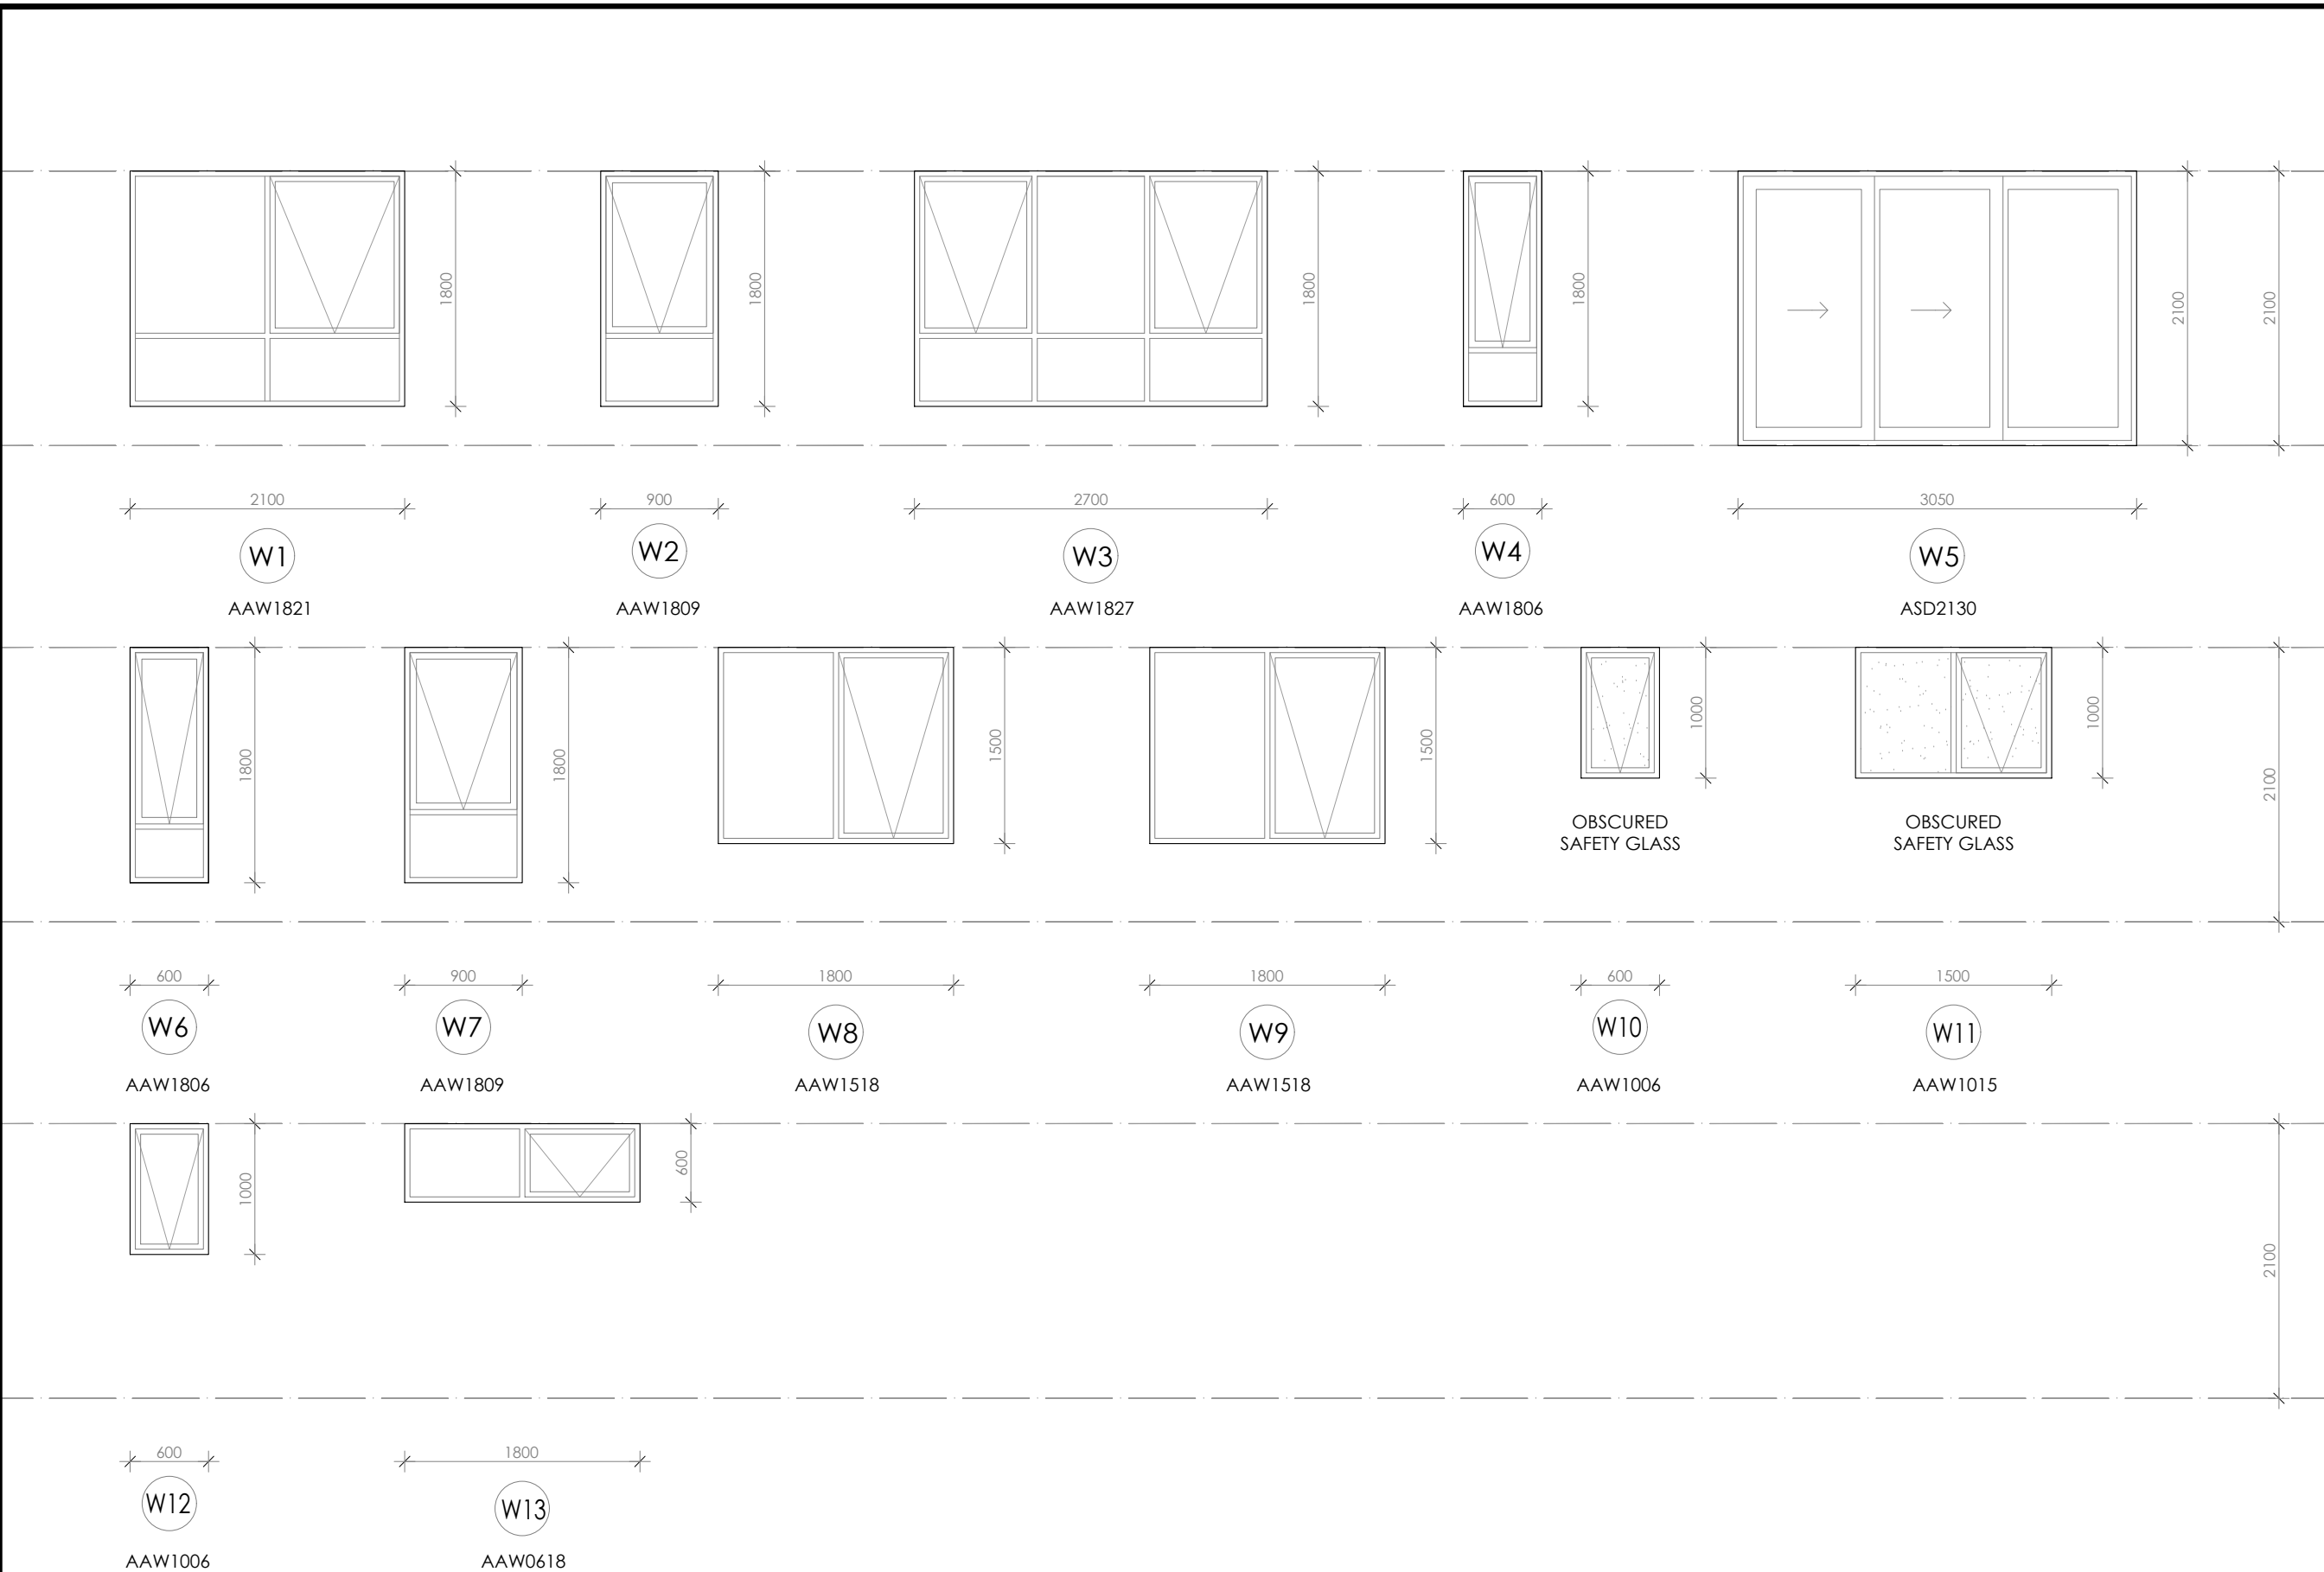 1800
1800
1800
1800
2100
2100
2100
900
2700
600
3050
W1
W2
W3
W4
W5
AAW1821
AAW1809
AAW1827
AAW1806
ASD2130
1800
1800
1500
1500
1000
1000
2100
OBSCURED
SAFETY GLASS
OBSCURED
SAFETY GLASS
600
900
1800
1800
600
1500
W6
W7
W8
W9
W10
W11
AAW1806
AAW1809
AAW1518
AAW1518
AAW1006
AAW1015
1000
600
2100
600
1800
W12
W13
AAW1006
AAW0618